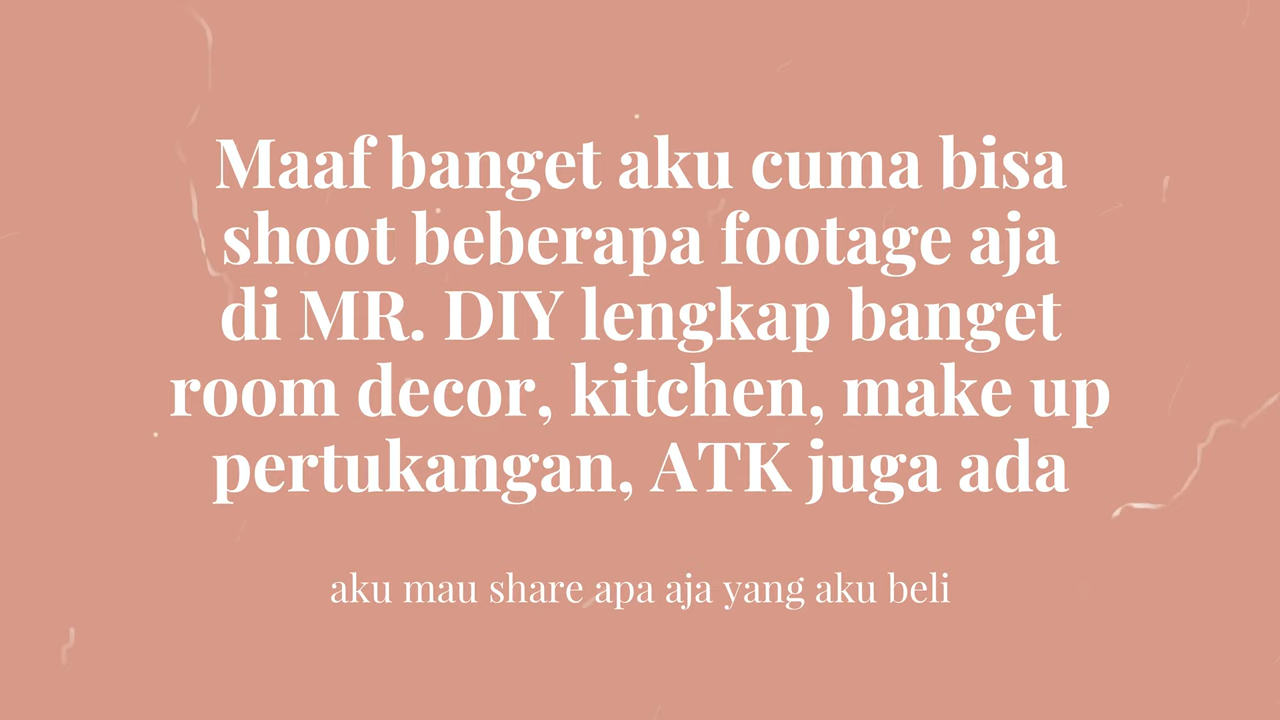 Maaf banget aku cuma bisa
shoot beberapa footage aja
di MR. DIY lengkap banget
room decor, kitchen, make up
pertukangan, ATK juga ada
aku mau share apa aja yang aku beli